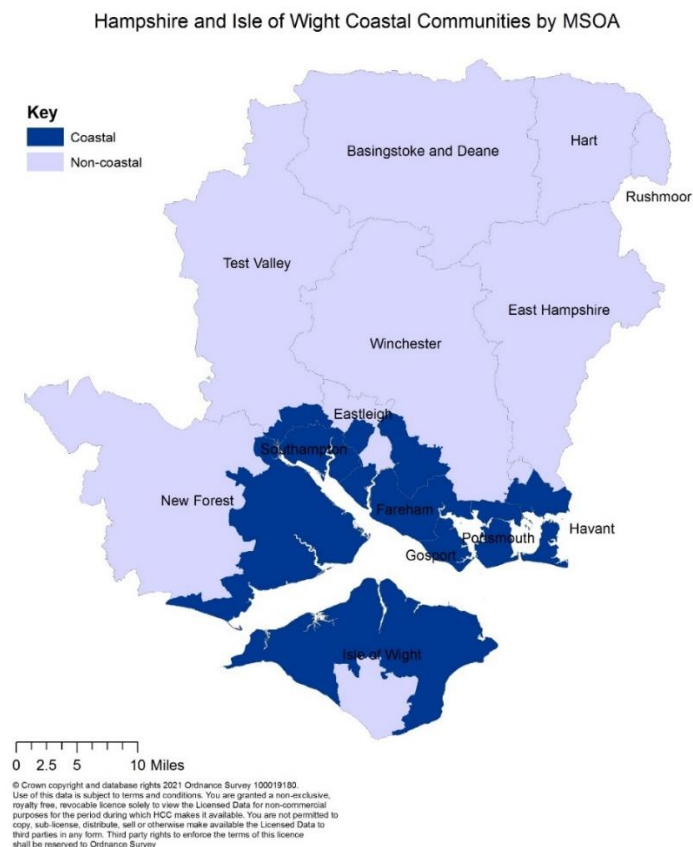 Hampshire and Isle of Wight Coastal Communities by MSOA
Key
Coastal
Non-coastal
Basingstoke and Deane
Hart
Rushmoor
Test Valley
East Hampshire
Winchester
Eastleigh
Southampton
New Forest
Fareham
Portsmouth
Havant
Gosport
Isle of Wight
0 2.5 5 10 Miles
© Crown copyright and database rights 2021 Ordnance Survey 100019180.
Use of this data is subject to terms and conditions. You are granted a non-exclusive,
royalty free, revocable licence solely to view the Licensed Data for non-commercial
purposes for the period during which HCC makes it available. You are not permitted to
copy, sub-license, distribute, sell or otherwise make available the Licensed Data to
third parties in any form. Third party rights to enforce the terms of this licence
shall be reserved to Ordnance Survey